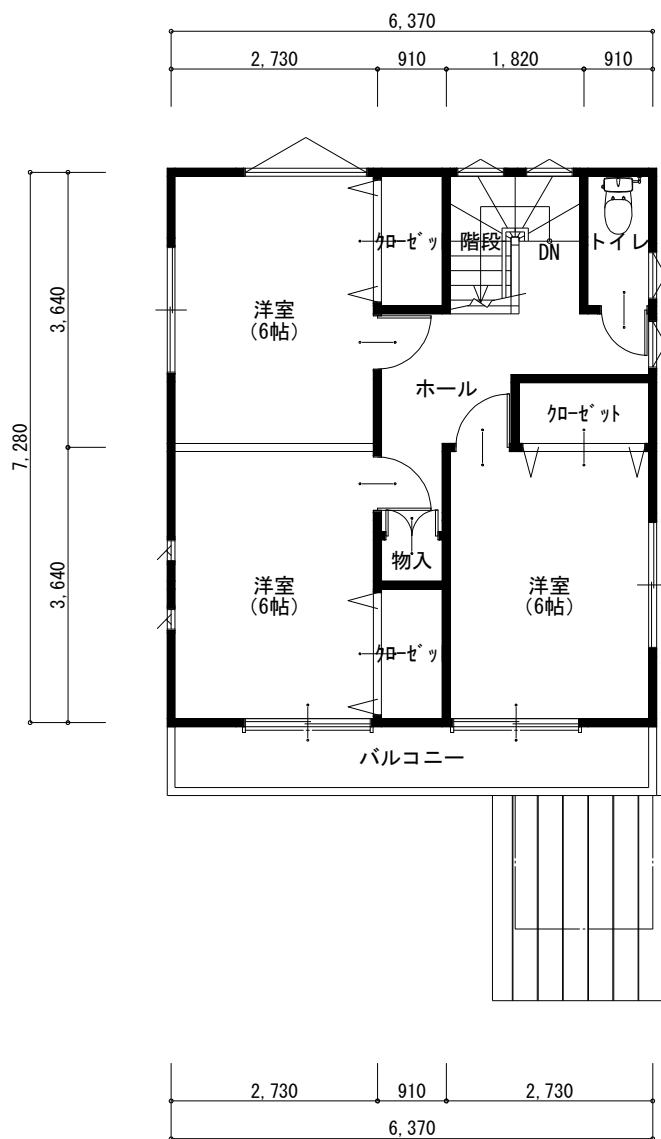 6,370
2,730 910 1,820 910
クローゼッ 階段 DN トイレ
3,640
洋室
(6帖)
ホール
クローゼット
7,280
3,640
物入
洋室
(6帖)
洋室
(6帖)
クローゼッ
バルコニー
2,730 910 2,730
6,370